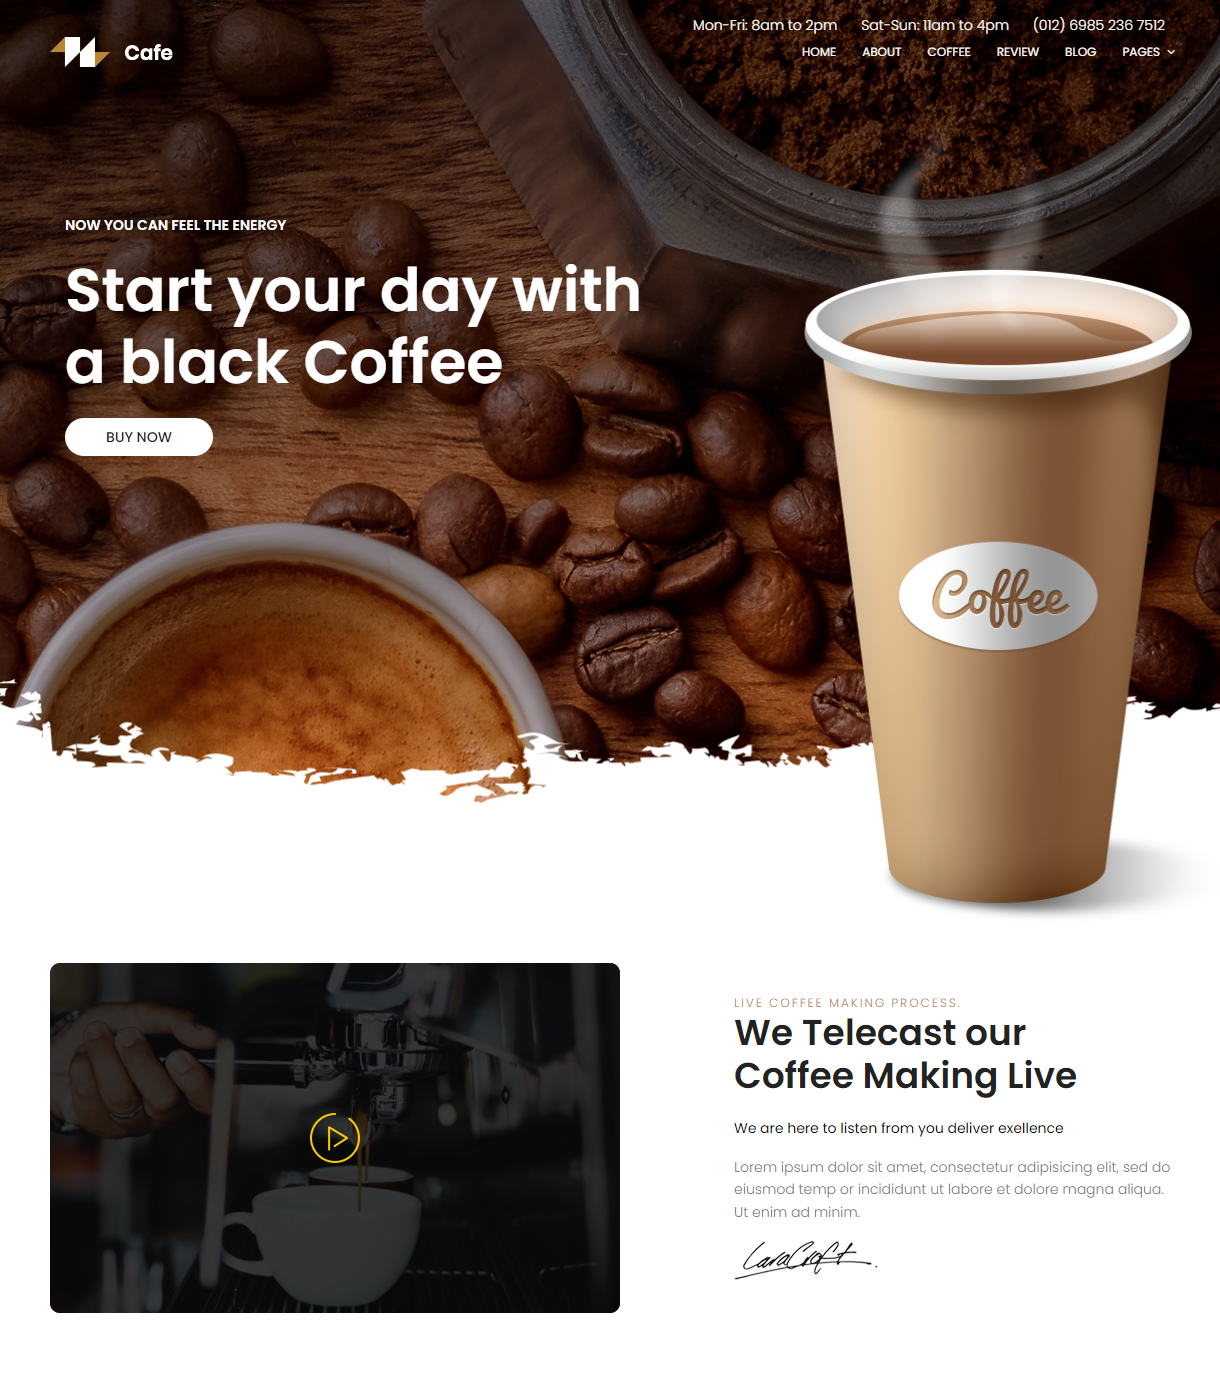 Mon-Fri: 8am to 2pm Sat-Sun: 11am to 4pm (012) 6985 236 7512
Cafe
HOME ABOUT COFFEE REVIEW BLOG PAGES
NOW YOU CAN FEEL THE ENERGY
Start your day with
a black Coffee
BUY NOW
Coffee
LIVE COFFEE MAKING PROCESS.
We Telecast our
Coffee Making Live
We are here to listen from you deliver exellence
Lorem ipsum dolor sit amet, consectetur adipisicing elit, sed do
eiusmod temp or incididunt ut labore et dolore magna aliqua.
Ut enim ad minim.
LaraCroft